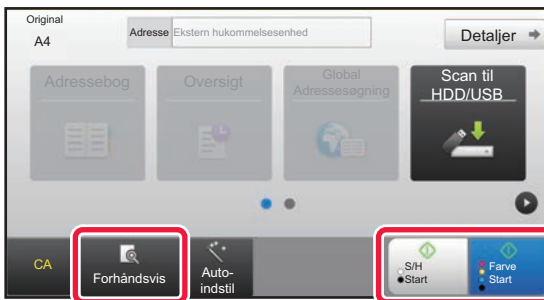 Original
A4
Adresse Ekstern hukommelsesenhed
Detaljer
Adressebog
Oversigt
Global
Adressesøgning
Scan til
HDD/USB
CA
Forhåndsvis
Auto-
indstil
S/H
Start
Farve
Start